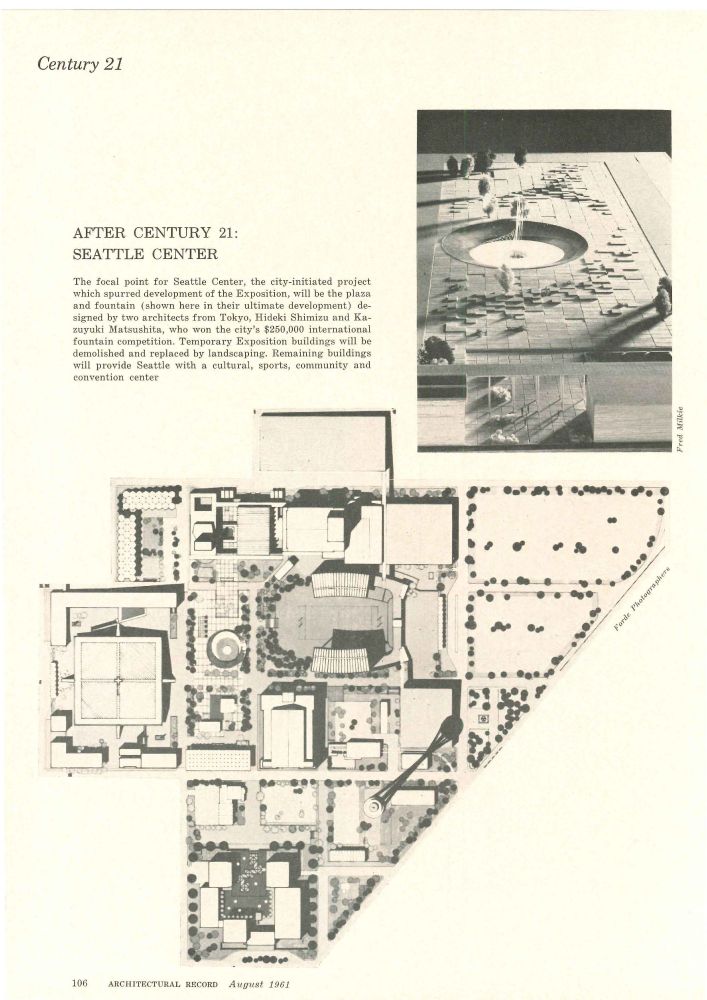 Century 21
AFTER CENTURY 21:
SEATTLE CENTER
The focal point for Seattle Center, the city-initiated project
which spurred development of the Exposition, will be the plaza
and fountain (shown here in their ultimate development) de-
signed by two architects from Tokyo, Hideki Shimizu and Ka-
zuyuki Matsushita, who won the city's $250,000 international
fountain competition. Temporary Exposition buildings will be
demolished and replaced by landscaping. Remaining buildings
will provide Seattle with a cultural, sports, community and
convention center
Fred Milkie
Forde Photographers
106 ARCHITECTURAL RECORD August 1961